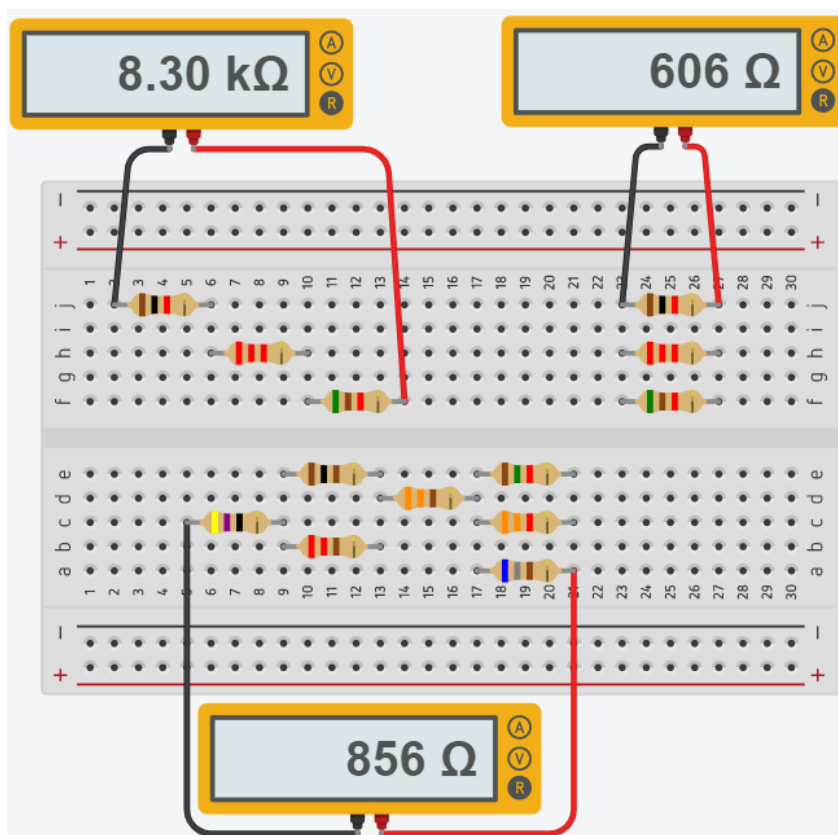 8.30 kΩ
A
V
R
606 Ω
A
V
R
−
+
−
+
1 2 3 4 5 6 7 8 9 10 11 12 13 14 15 16 17 18 19 20 21 22 23 24 25 26 27 28 29 30
j j
i i
h h
g g
f f
e e
d d
c c
b b
a a
1 2 3 4 5 6 7 8 9 10 11 12 13 14 15 16 17 18 19 20 21 22 23 24 25 26 27 28 29 30
−
+
−
+
856 Ω
A
V
R